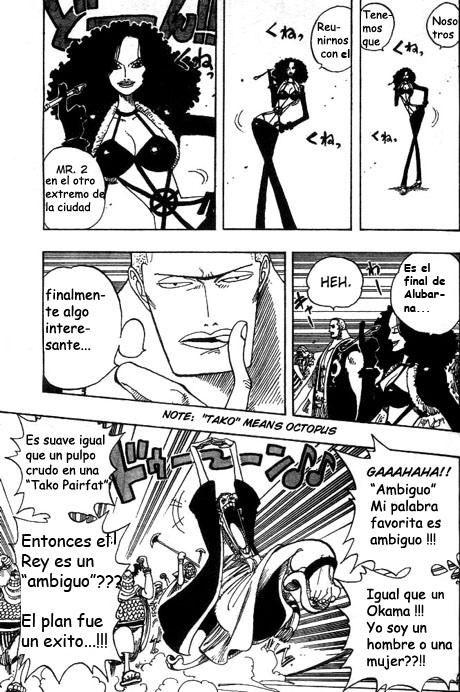 Noso
tros
Tene-
mos
que
くねっ
くねっ
Reu-
nirnos
con el
くねっ
くねっ
MR. 2
en el otro
extremo de
la ciudad
Es el
final de
Alubar-
na...
HEH.
finalmen-
te algo
intere-
sante...
NOTE: "TAKO" MEANS OCTOPUS
GAAAHAHA!!
"Ambiguo"
Mi palabra
favorita es
ambiguo !!!
Igual que un
Okama !!!
Yo soy un
hombre o una
mujer??!!
Es suave igual
que un pulpo
crudo en una
"Tako Pairfat"
Entonces el
Rey es un
"ambiguo"???
El plan fue
un exito...!!!